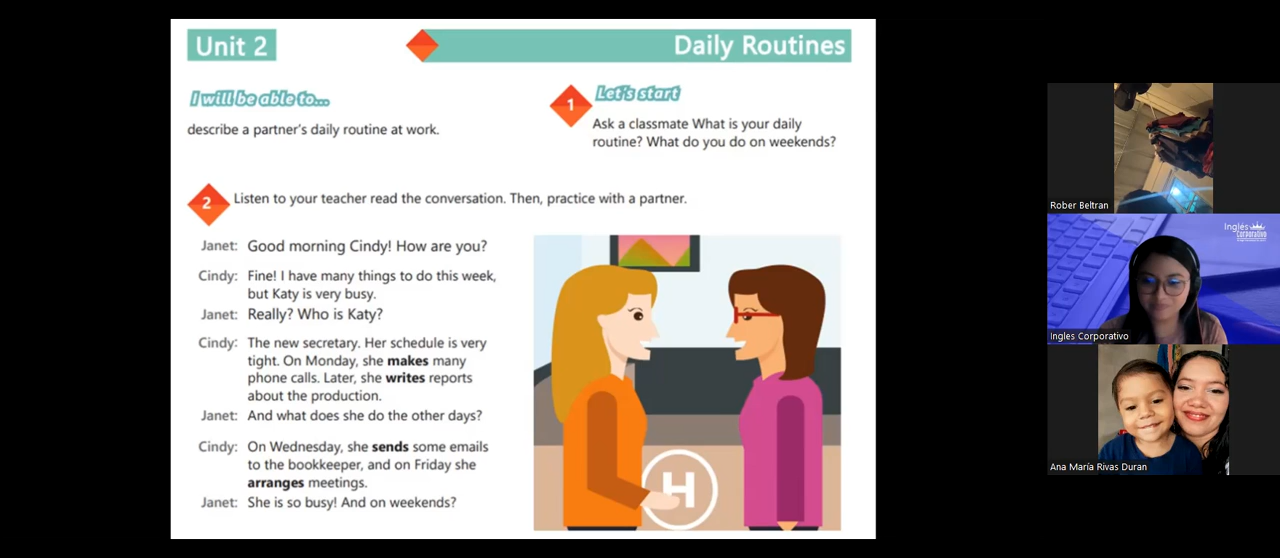 Unit 2
Daily Routines
I will be able to...
describe a partner's daily routine at work.
1
Let's start
Ask a classmate What is your daily
routine? What do you do on weekends?
2
Listen to your teacher read the conversation. Then, practice with a partner.
Janet: Good morning Cindy! How are you?
Cindy: Fine! I have many things to do this week,
but Katy is very busy.
Janet: Really? Who is Katy?
Cindy: The new secretary. Her schedule is very
tight. On Monday, she makes many
phone calls. Later, she writes reports
about the production.
Janet: And what does she do the other days?
Cindy: On Wednesday, she sends some emails
to the bookkeeper, and on Friday she
arranges meetings.
Janet: She is so busy! And on weekends?
H
Rober Beltran
Inglés
Corporativo
Ingles Corporativo
Ana María Rivas Duran